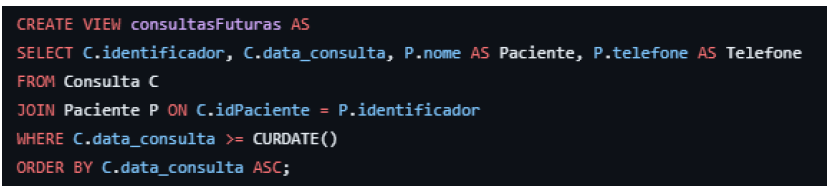 CREATE VIEW consultasFuturas AS
SELECT C.identificador, C.data_consulta, P.nome AS Paciente, P.telefone AS Telefone
FROM Consulta C
JOIN Paciente P ON C.idPaciente = P.identificador
WHERE C.data_consulta >= CURDATE()
ORDER BY C.data_consulta ASC;